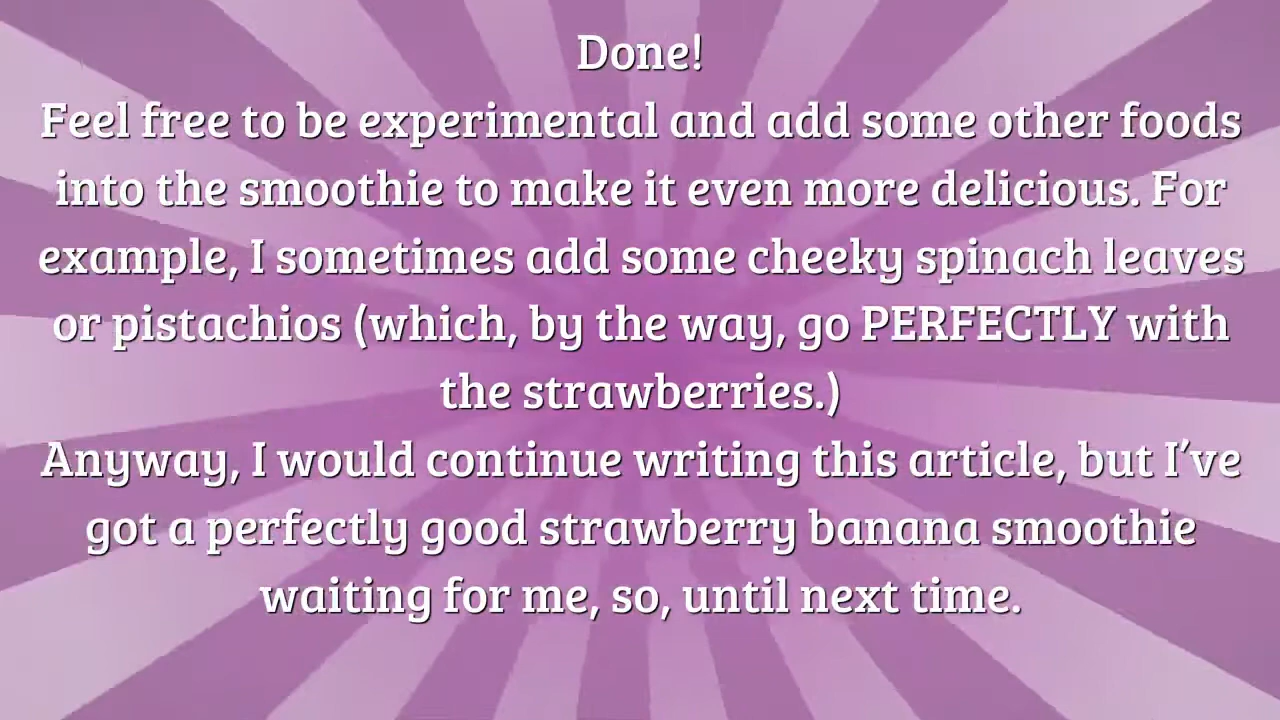 Done!
Feel free to be experimental and add some other foods
into the smoothie to make it even more delicious. For
example, I sometimes add some cheeky spinach leaves
or pistachios (which, by the way, go PERFECTLY with
the strawberries.)
Anyway, I would continue writing this article, but I’ve
got a perfectly good strawberry banana smoothie
waiting for me, so, until next time.